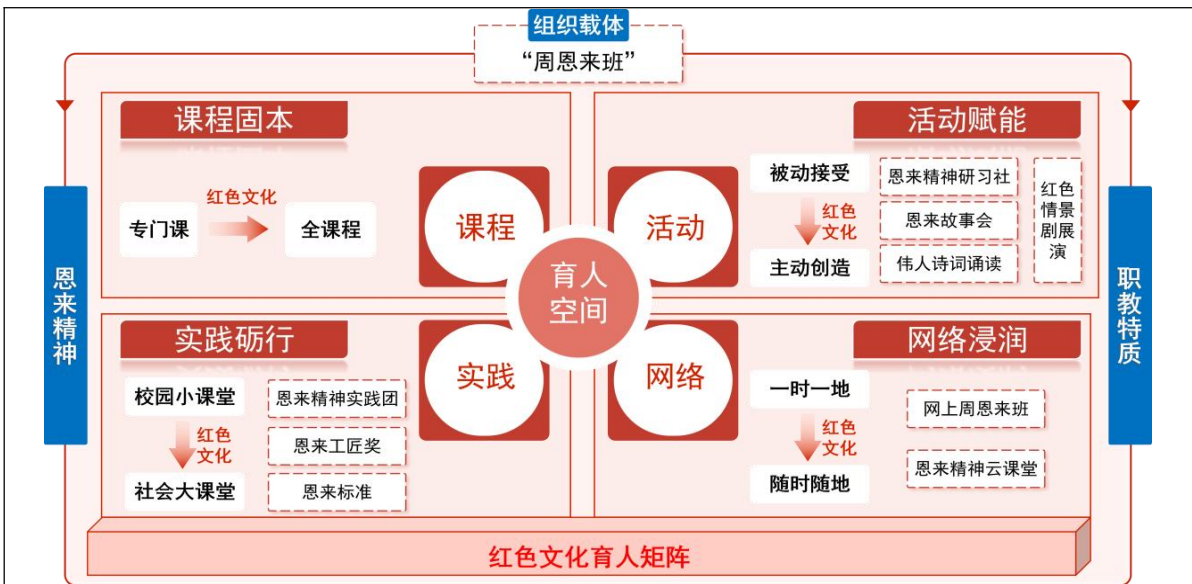 组织载体
“周恩来班”
恩来精神
职教特质
课程固本
专门课
红色文化
全课程
课程
活动赋能
活动
被动接受
红色
文化
主动创造
恩来精神研习社
恩来故事会
伟人诗词诵读
红色
情景
剧展
演
育人
空间
实践砺行
校园小课堂
红色
文化
社会大课堂
恩来精神实践团
恩来工匠奖
恩来标准
实践
网络浸润
网络
一时一地
红色
文化
随时随地
网上周恩来班
恩来精神云课堂
红色文化育人矩阵